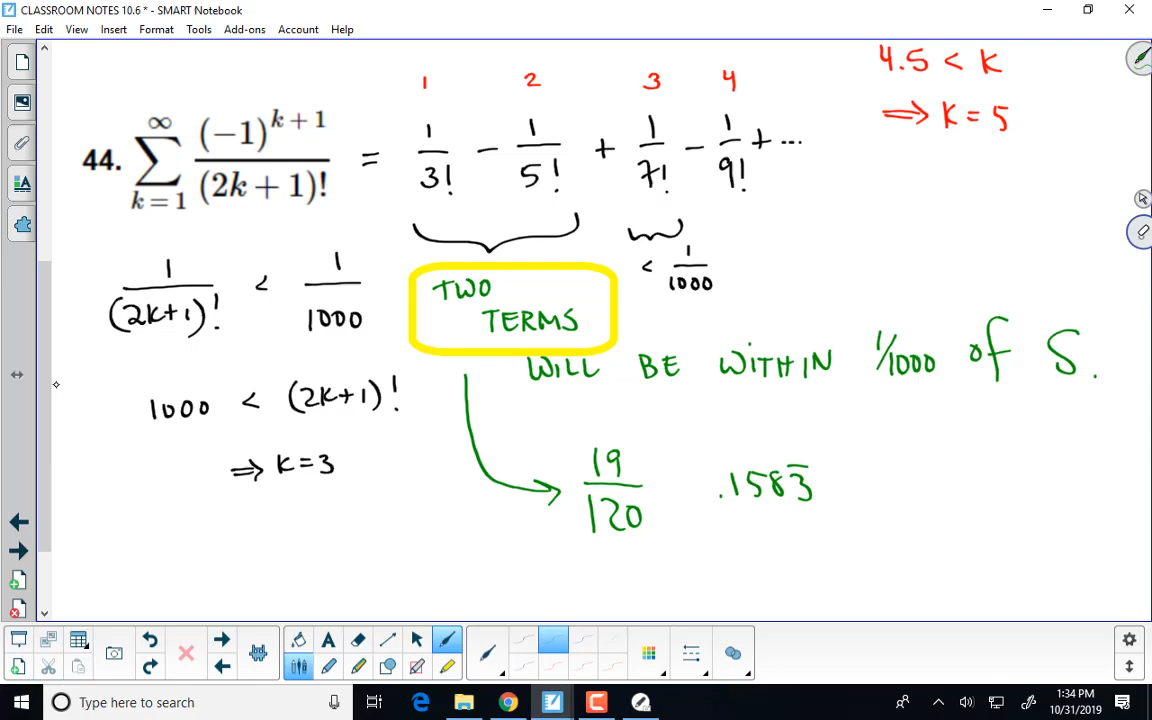 CLASSROOM NOTES 10.6 * - SMART Notebook
File Edit View Insert Format Tools Add-ons Account Help
4.5 < k
⇒ k = 5
1 2 3 4
44. ∑_{k=1}^{∞} (-1)^{k+1}/(2k+1)! = 1/3! - 1/5! + 1/7! - 1/9! + ...
1/(2k+1)! < 1/1000
< 1/1000
TWO
TERMS
WILL BE WITHIN 1/1000 of S.
1000 < (2k+1)!
⇒ k=3
19/120 .1583̅
Type here to search
1:34 PM
10/31/2019